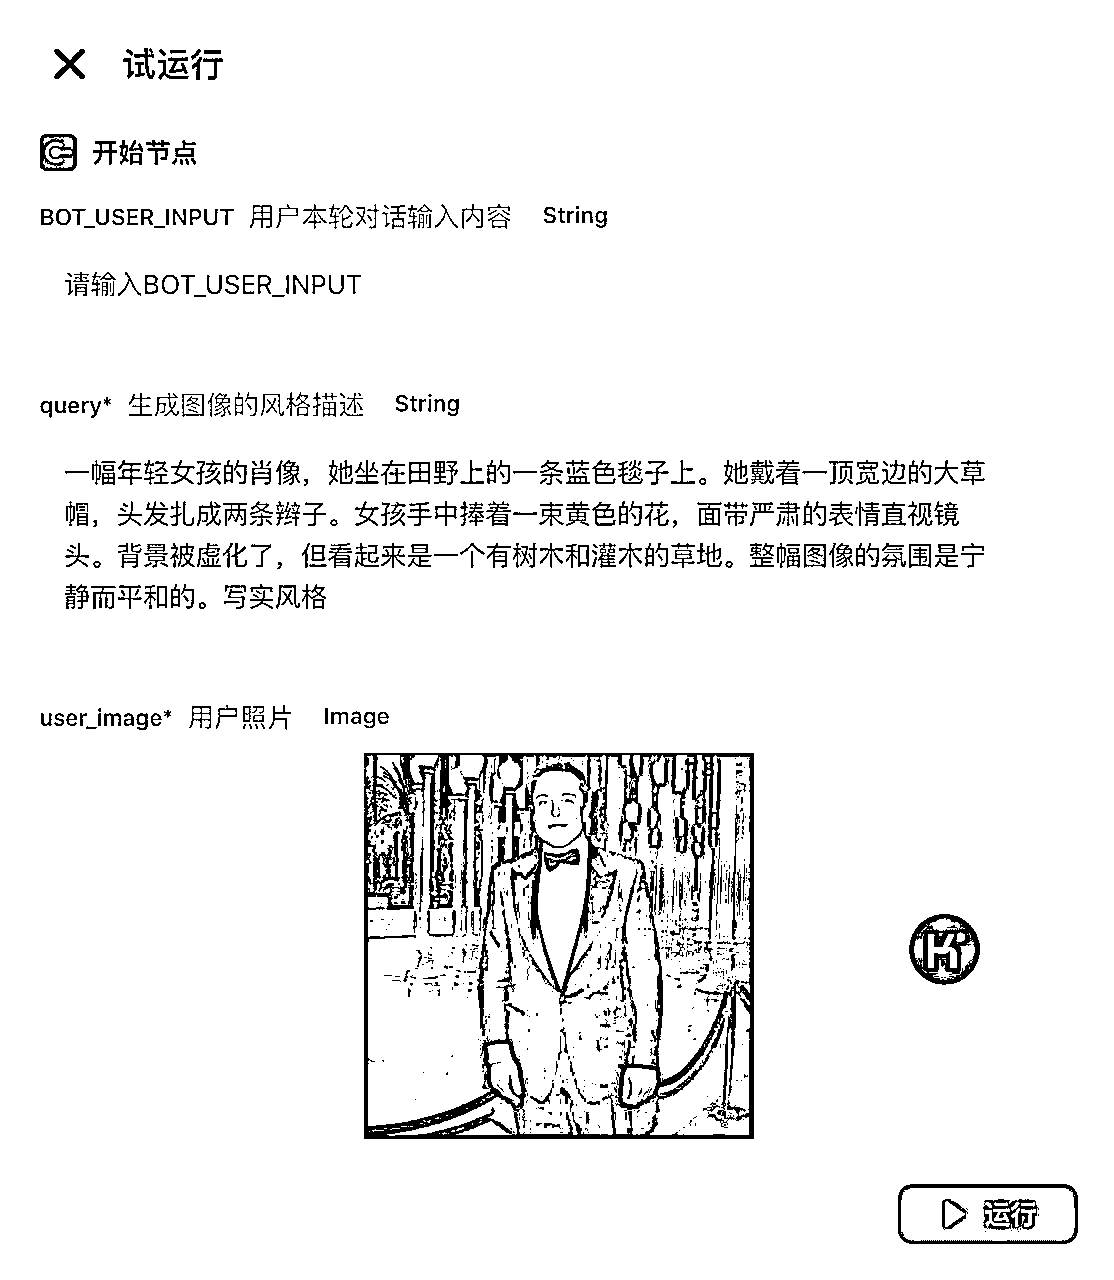 试运行
开始节点
BOT_USER_INPUT 用户本轮对话输入内容 String
请输入BOT_USER_INPUT
query* 生成图像的风格描述 String
一幅年轻女孩的肖像，她坐在田野上的一条蓝色毯子上。她戴着一顶宽边的大草
帽，头发扎成两条辫子。女孩手中捧着一束黄色的花，面带严肃的表情直视镜
头。背景被虚化了，但看起来是一个有树木和灌木的草地。整幅图像的氛围是宁
静而平和的。写实风格
user_image* 用户照片 Image
K
运行